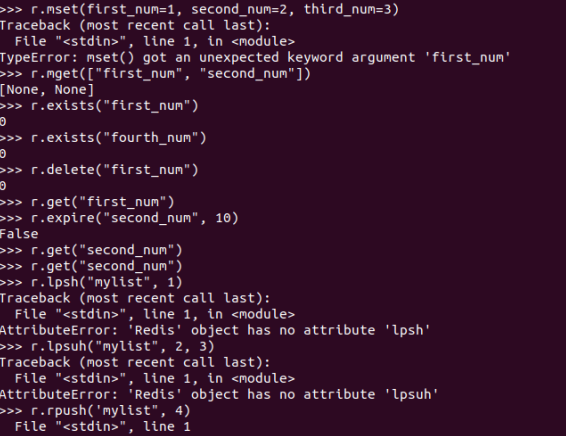 >>> r.mset(first_num=1, second_num=2, third_num=3)
Traceback (most recent call last):
  File "<stdin>", line 1, in <module>
TypeError: mset() got an unexpected keyword argument 'first_num'
>>> r.mget(["first_num", "second_num"])
[None, None]
>>> r.exists("first_num")
0
>>> r.exists("fourth_num")
0
>>> r.delete("first_num")
0
>>> r.get("first_num")
>>> r.expire("second_num", 10)
False
>>> r.get("second_num")
>>> r.get("second_num")
>>> r.lpsh("mylist", 1)
Traceback (most recent call last):
  File "<stdin>", line 1, in <module>
AttributeError: 'Redis' object has no attribute 'lpsh'
>>> r.lpsuh("mylist", 2, 3)
Traceback (most recent call last):
  File "<stdin>", line 1, in <module>
AttributeError: 'Redis' object has no attribute 'lpsuh'
>>> r.rpush('mylist", 4)
  File "<stdin>", line 1